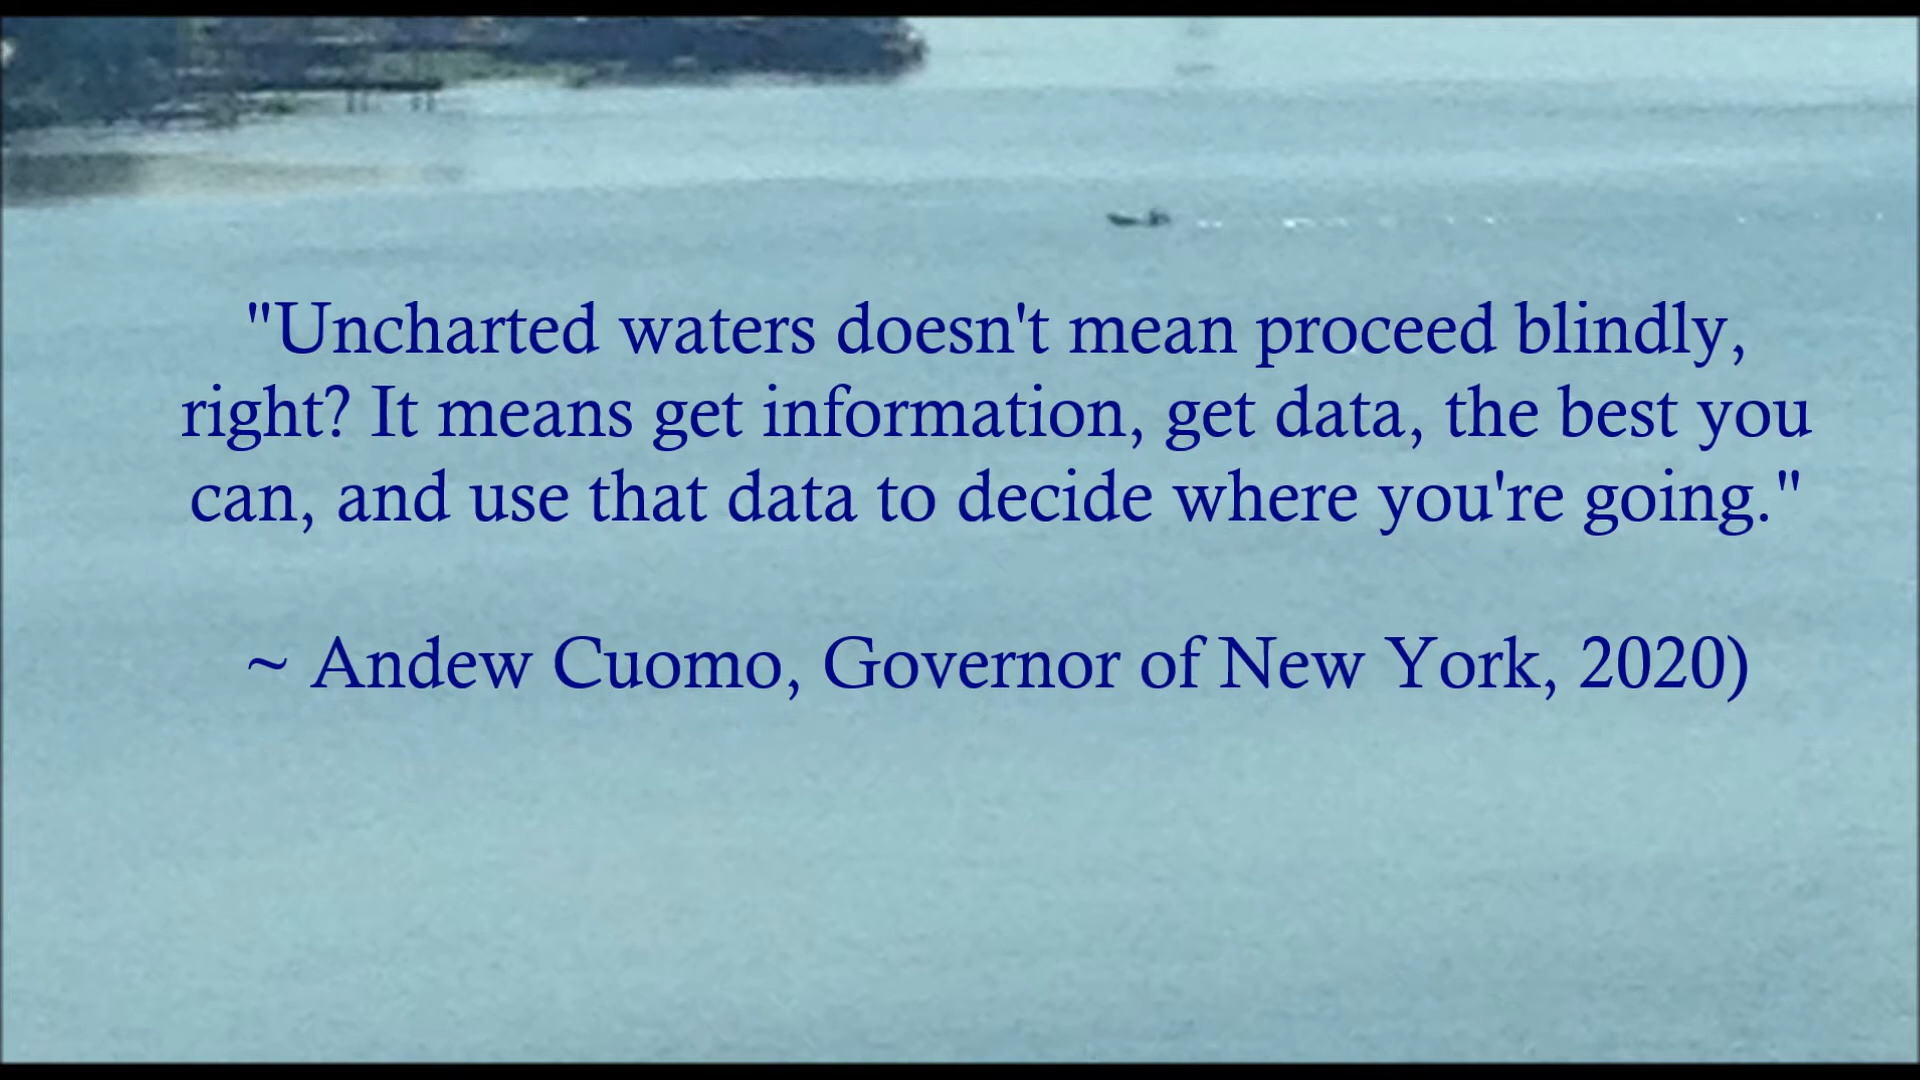 "Uncharted waters doesn't mean proceed blindly,
right? It means get information, get data, the best you
can, and use that data to decide where you're going."
~ Andew Cuomo, Governor of New York, 2020)